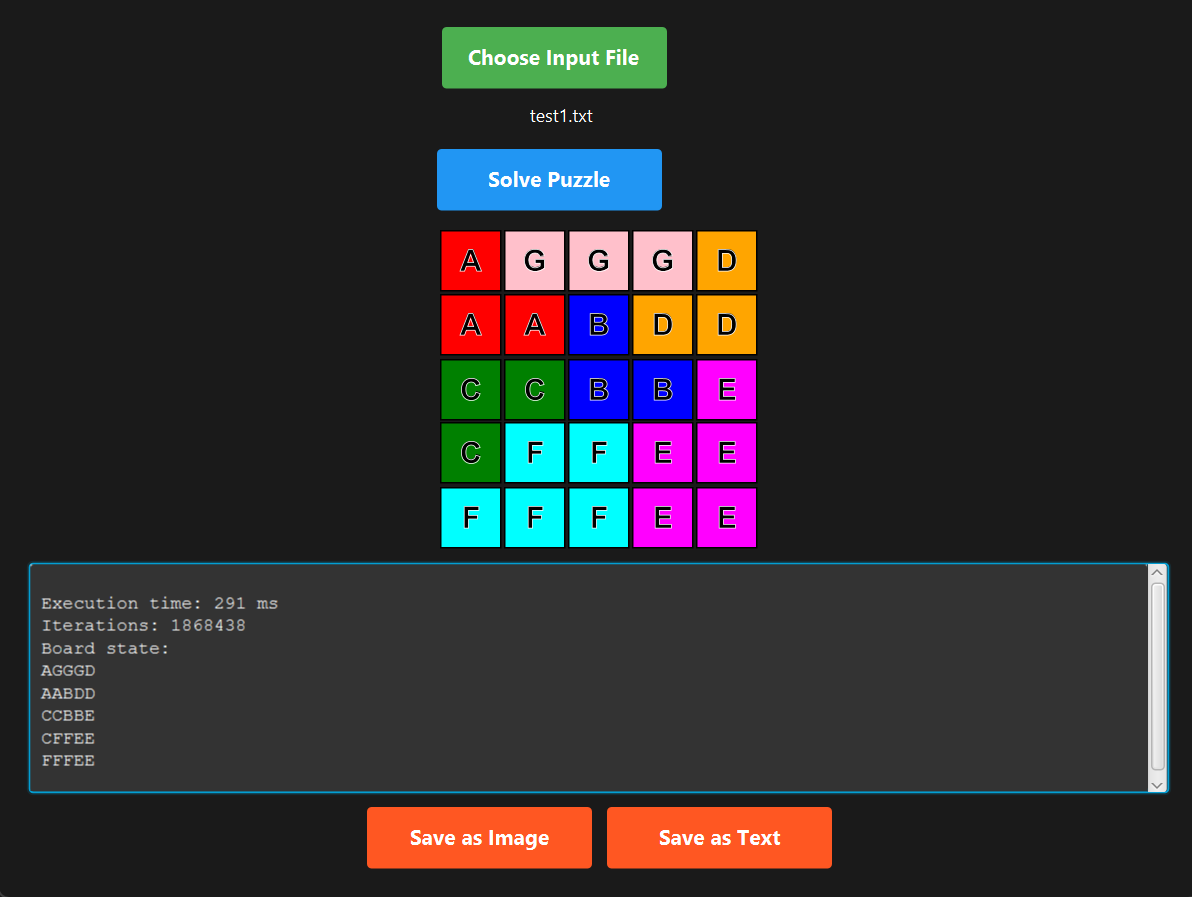 Choose Input File
test1.txt
Solve Puzzle
A G G G D
A A B D D
C C B B E
C F F E E
F F F E E
Execution time: 291 ms
Iterations: 1868438
Board state:
AGGGD
AABDD
CCBBE
CFFEE
FFFEE
Save as Image Save as Text